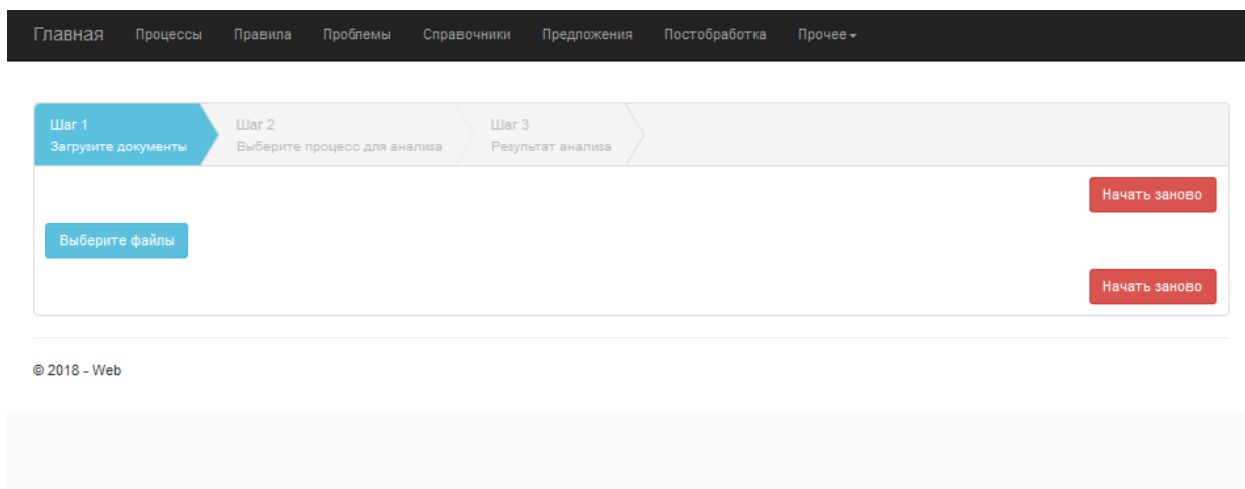 Главная Процессы Правила Проблемы Справочники Предложения Постобработка Прочее
Шаг 1 Шаг 2 Шаг 3
Загрузите документы Выберите процесс для анализа Результат анализа
Начать заново
Выберите файлы
Начать заново
© 2018 - Web